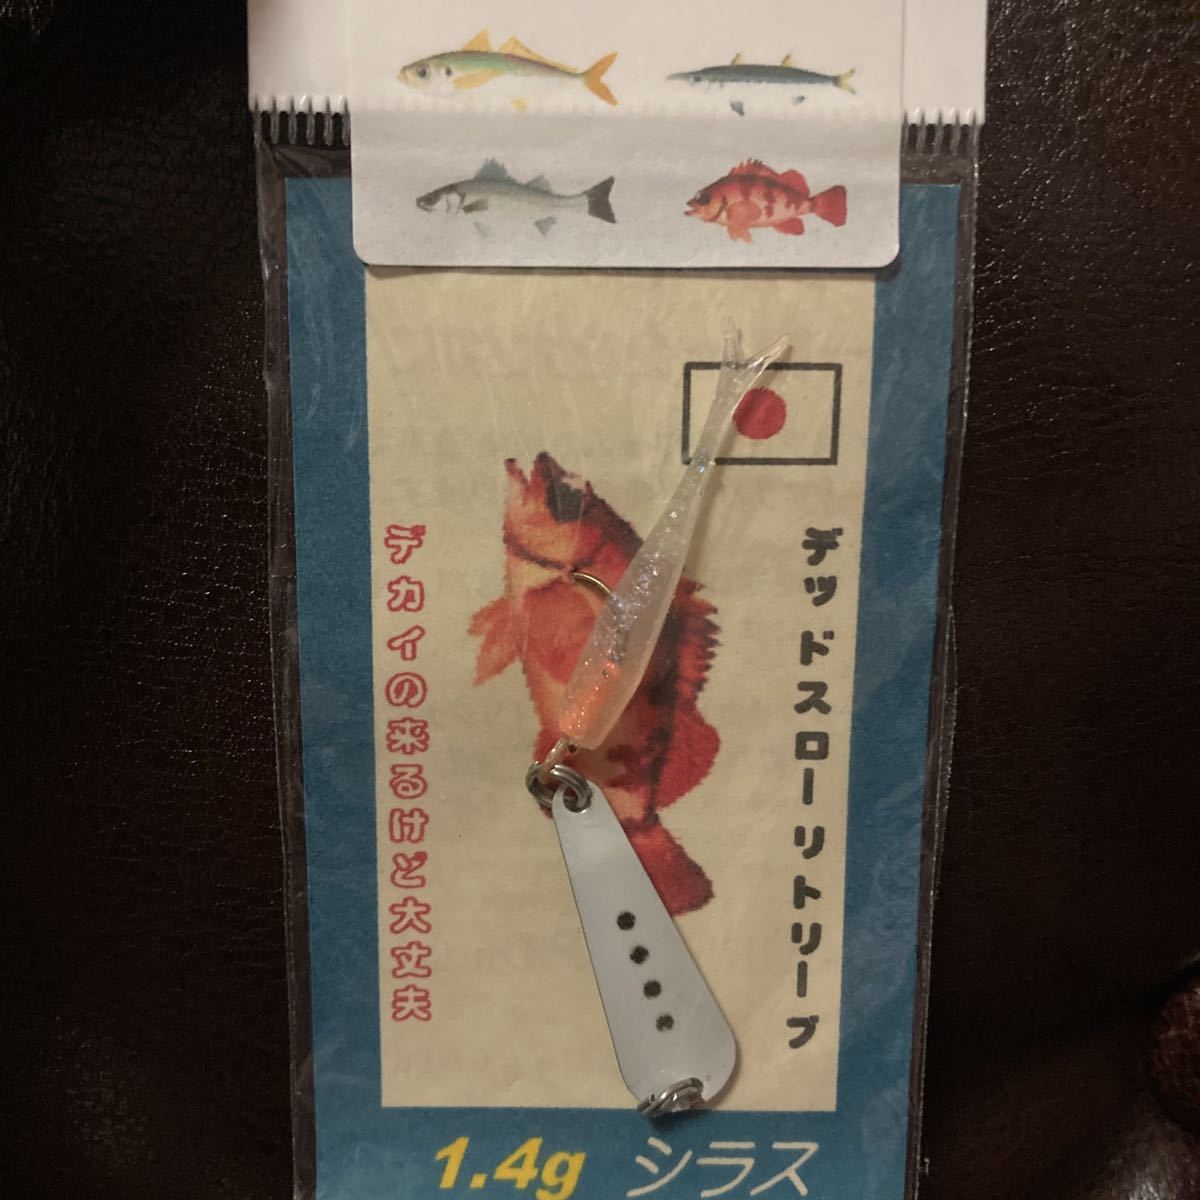 デッドスローリトリーブ
デカイの来るけど大丈夫
1.4g シラス